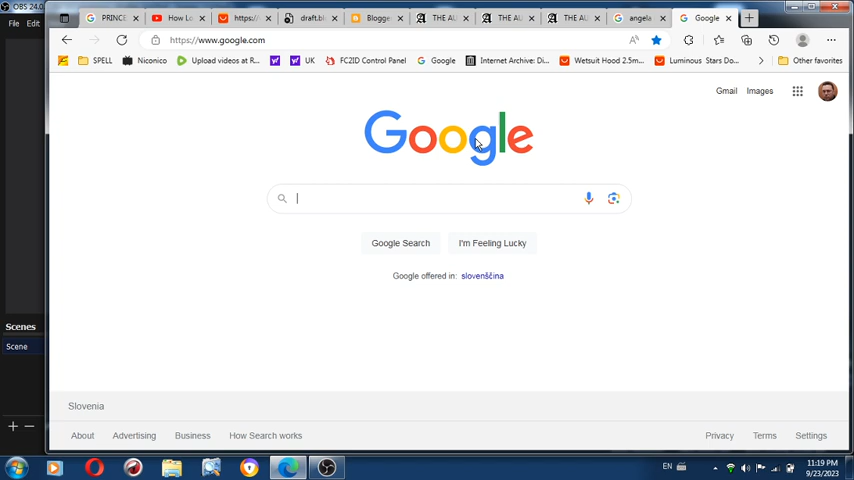 OBS 24.0
PRINCE
How Lo
https:/
draft.bl
Blogge
THE AU
THE AU
THE AU
angela
Google
File Edit
https://www.google.com
SPELL
Niconico
Upload videos at R...
UK
FC2ID Control Panel
Google
Internet Archive: Di...
Wetsuit Hood 2.5m...
Luminous Stars Do...
Other favorites
Gmail
Images
Google
Google Search
I'm Feeling Lucky
Google offered in: slovenščina
Scenes
Scene
Slovenia
About
Advertising
Business
How Search works
Privacy
Terms
Settings
EN
11:19 PM
9/23/2023